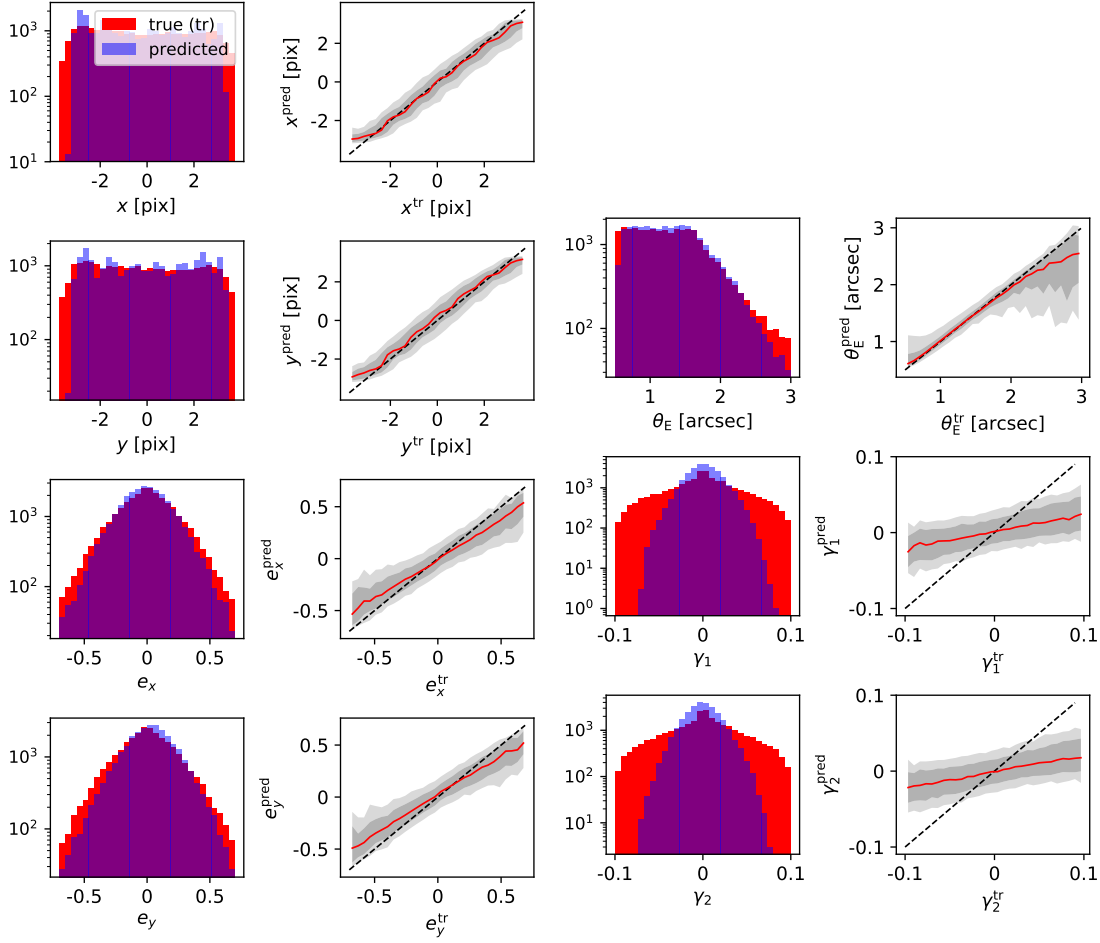 10³
10²
10¹
true (tr)
predicted
-2 0 2
x [pix]
2
0
-2
x^pred [pix]
-2 0 2
x^tr [pix]
10³
10²
-2 0 2
y [pix]
2
0
-2
y^pred [pix]
-2 0 2
y^tr [pix]
10³
10²
1 2 3
θ_E [arcsec]
3
2
1
θ_E^pred [arcsec]
1 2 3
θ_E^tr [arcsec]
10³
10²
-0.5 0 0.5
e_x
0.5
0
-0.5
e_x^pred
-0.5 0 0.5
e_x^tr
10³
10²
10¹
10⁰
-0.1 0 0.1
γ₁
0.1
0
-0.1
γ₁^pred
-0.1 0 0.1
γ₁^tr
10³
10²
-0.5 0 0.5
e_y
0.5
0
-0.5
e_y^pred
-0.5 0 0.5
e_y^tr
10³
10²
10¹
-0.1 0 0.1
γ₂
0.1
0
-0.1
γ₂^pred
-0.1 0 0.1
γ₂^tr